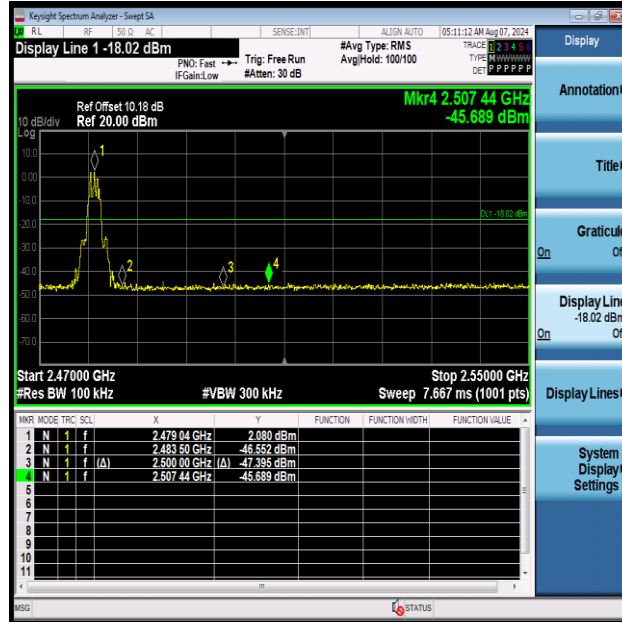 Keysight Spectrum Analyzer - Swept SA
RL RF 50 Ω AC SENSE:INT ALIGN AUTO 05:11:12 AM Aug 07, 2024
Display Line 1 -18.02 dBm
#Avg Type: RMS
TRACE 1 2 3 4 5 6
PNO: Fast Trig: Free Run
Avg|Hold: 100/100
TYPE M WWWWW
IFGain:Low #Atten: 30 dB
DET P P P P P P
Mkr4 2.507 44 GHz
Ref Offset 10.18 dB
10 dB/div Ref 20.00 dBm
-45.689 dBm
Log
1
10.0
0.00
-10.0
DL1 -18.02 dBm
-20.0
-30.0
2 3 4
-40.0
-50.0
-60.0
-70.0
Start 2.47000 GHz Stop 2.55000 GHz
#Res BW 100 kHz #VBW 300 kHz Sweep 7.667 ms (1001 pts)
MKR MODE TRC SCL X Y FUNCTION FUNCTION WIDTH FUNCTION VALUE
1 N 1 f 2.479 04 GHz 2.080 dBm
2 N 1 f 2.483 50 GHz -46.552 dBm
3 N 1 f (Δ) 2.500 00 GHz (Δ) -47.395 dBm
4 N 1 f 2.507 44 GHz -45.689 dBm
5
6
7
8
9
10
11
MSG STATUS
Display
Annotation
Title
Graticule
On Of
Display Line
-18.02 dBm
On Of
Display Lines
System
Display
Settings